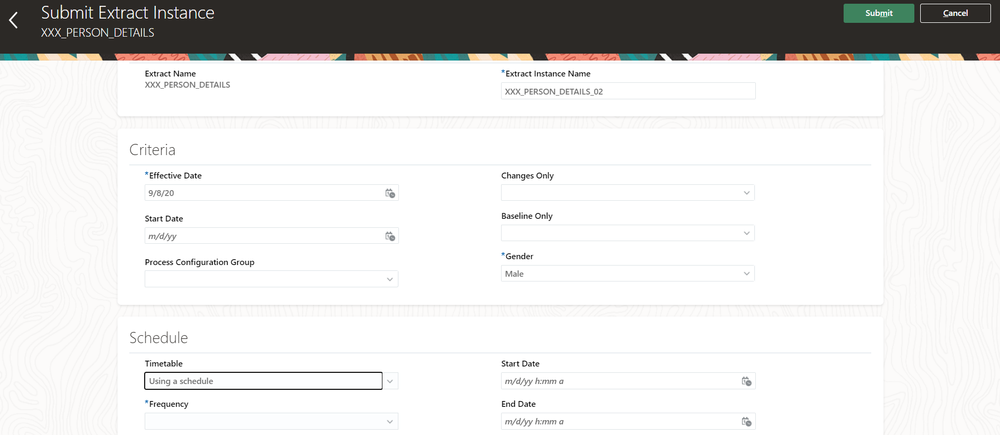 Submit Extract Instance
XXX_PERSON_DETAILS
Submit
Cancel
Extract Name
XXX_PERSON_DETAILS
*Extract Instance Name
XXX_PERSON_DETAILS_02
Criteria
*Effective Date
9/8/20
Start Date
m/d/yy
Process Configuration Group
Changes Only
Baseline Only
*Gender
Male
Schedule
Timetable
Using a schedule
*Frequency
Start Date
m/d/yy h:mm a
End Date
m/d/yy h:mm a